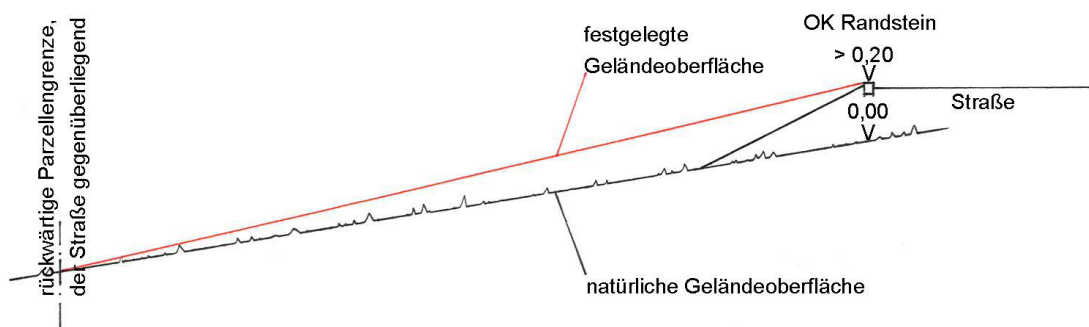 rückwärtige Parzellengrenze,
der Straße gegenüberliegend
festgelegte
Geländeoberfläche
OK Randstein
> 0,20
Straße
0,00
natürliche Geländeoberfläche